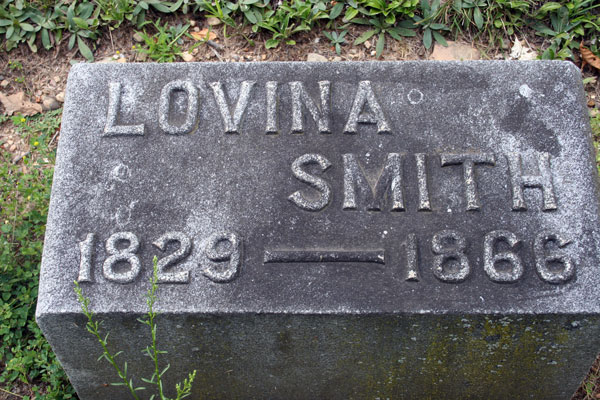 LOVINA
SMITH
1829 — 1866